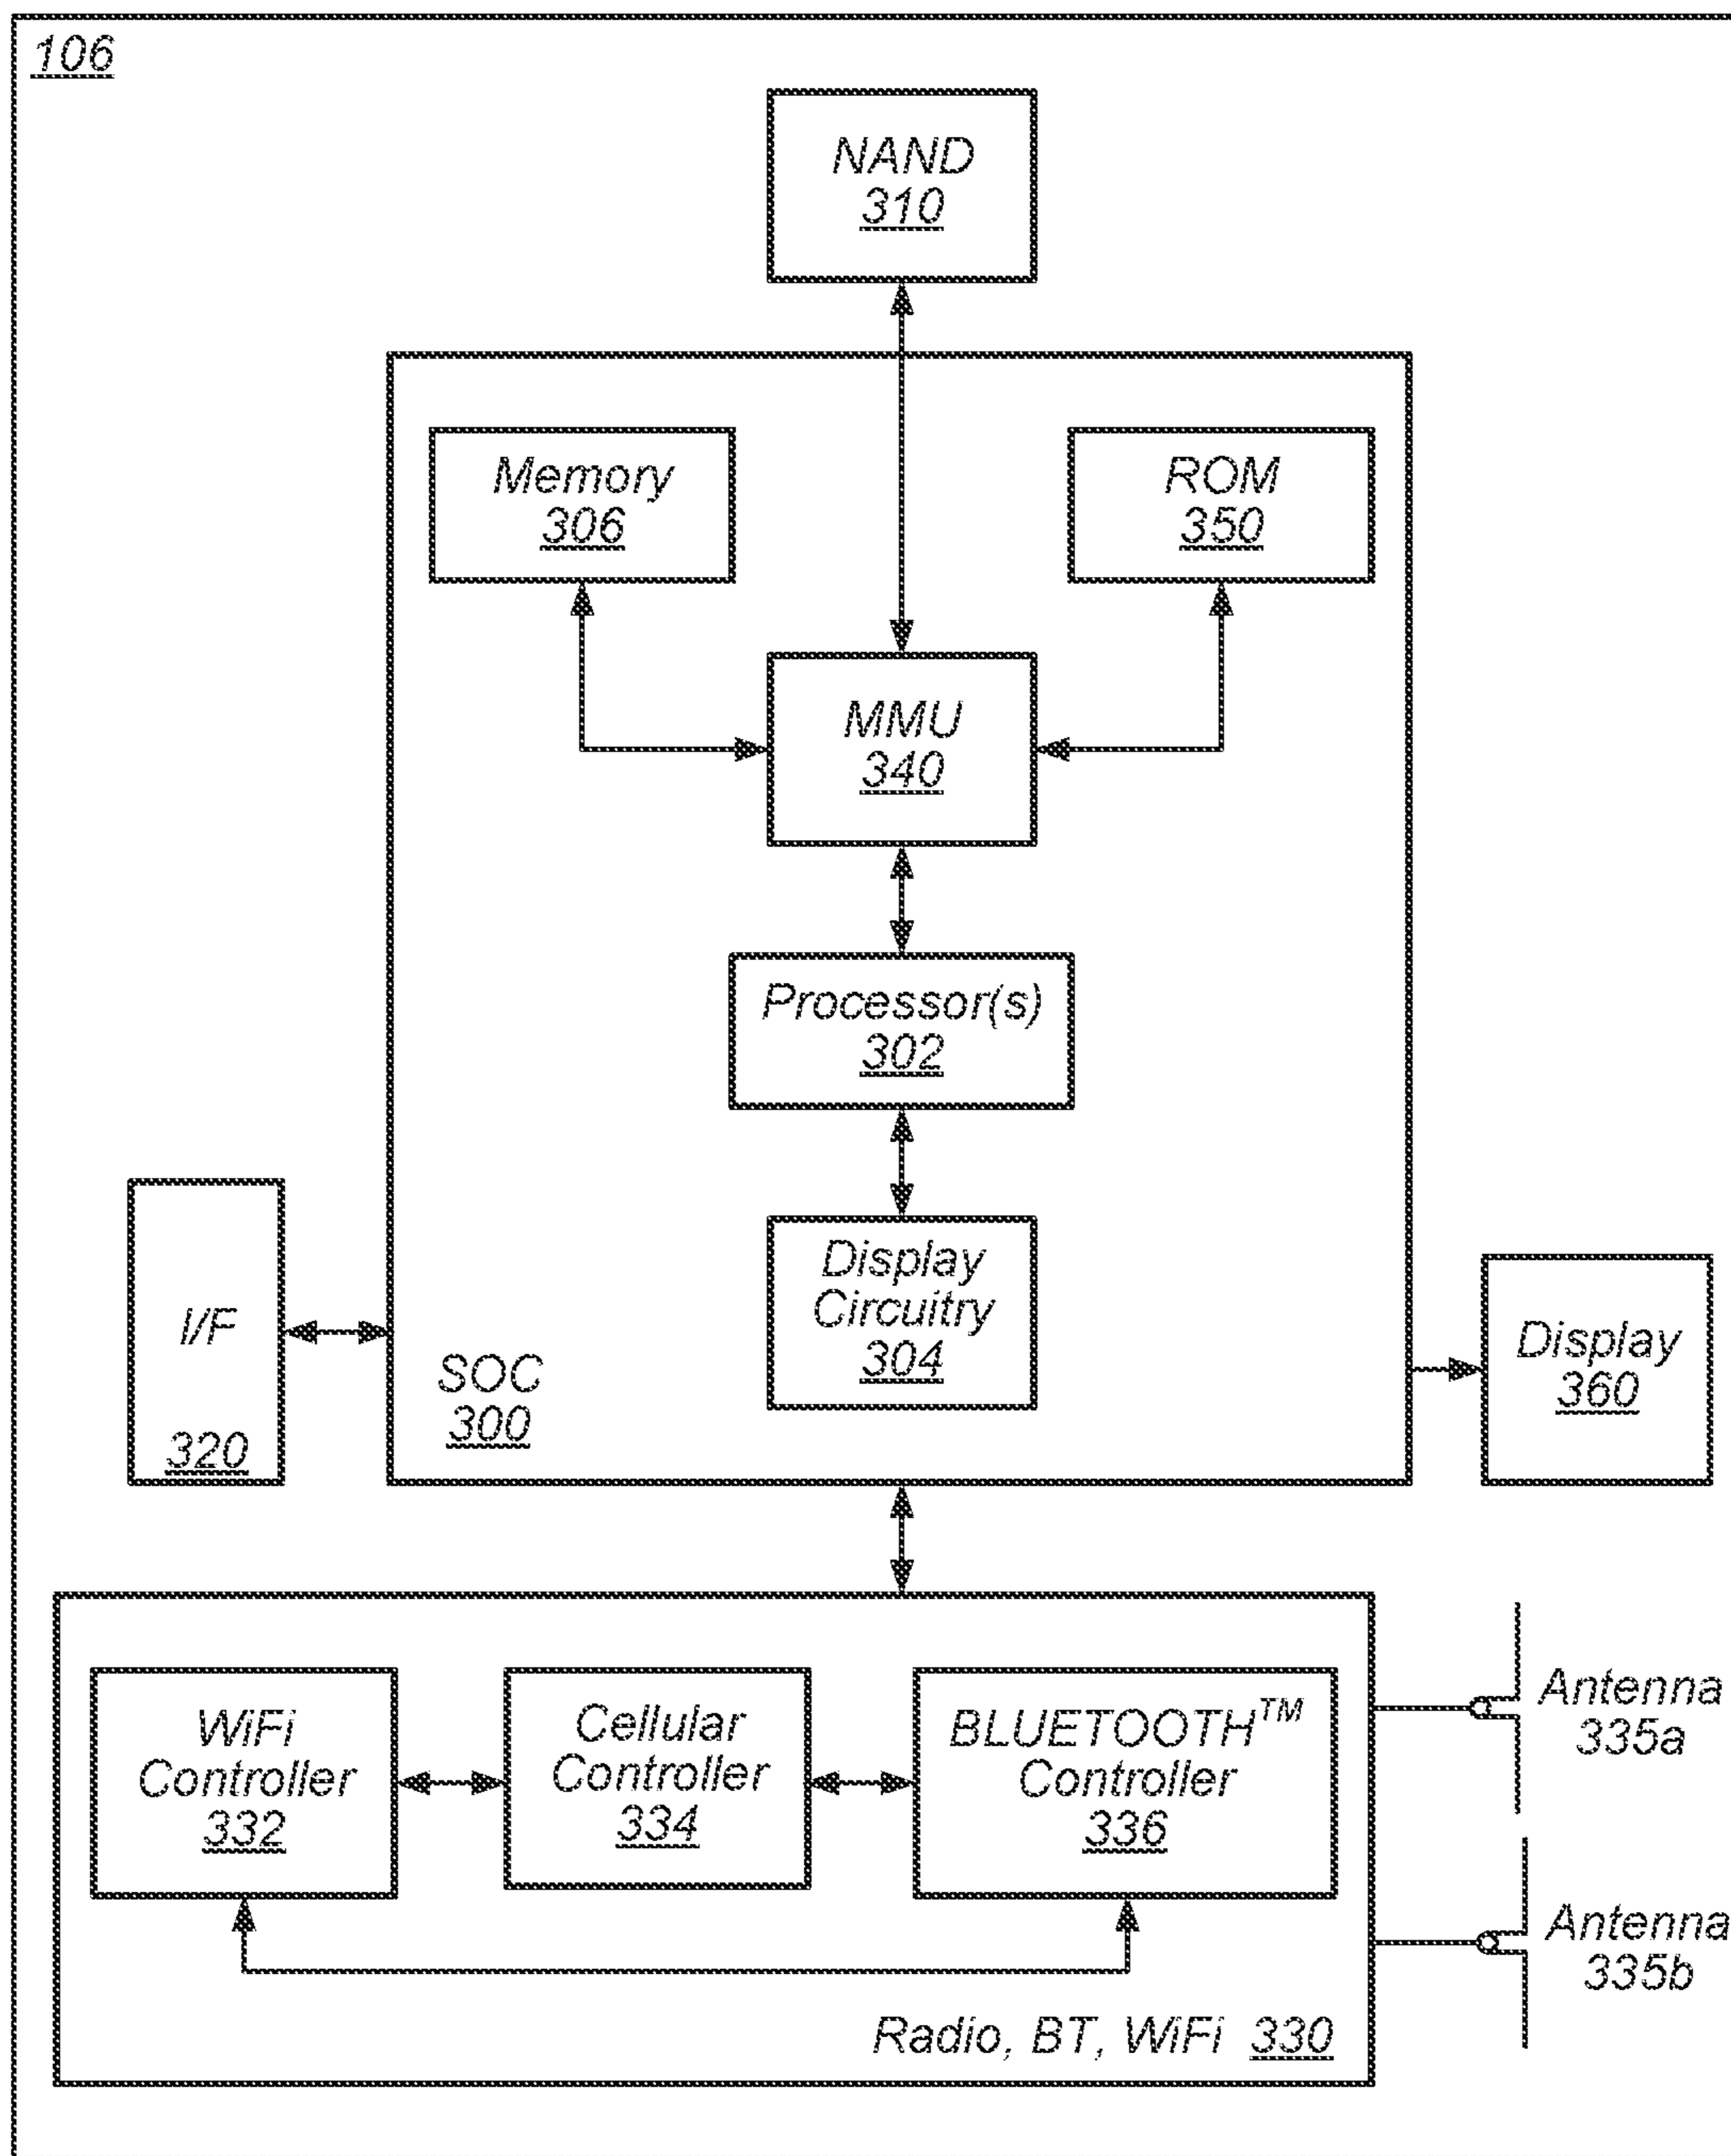 106
NAND
310
Memory
306
ROM
350
MMU
340
Processor(s)
302
Display
Circuitry
304
I/F
320
SOC
300
Display
360
WiFi
Controller
332
Cellular
Controller
334
BLUETOOTH™
Controller
336
Antenna
335a
Antenna
335b
Radio, BT, WiFi 330